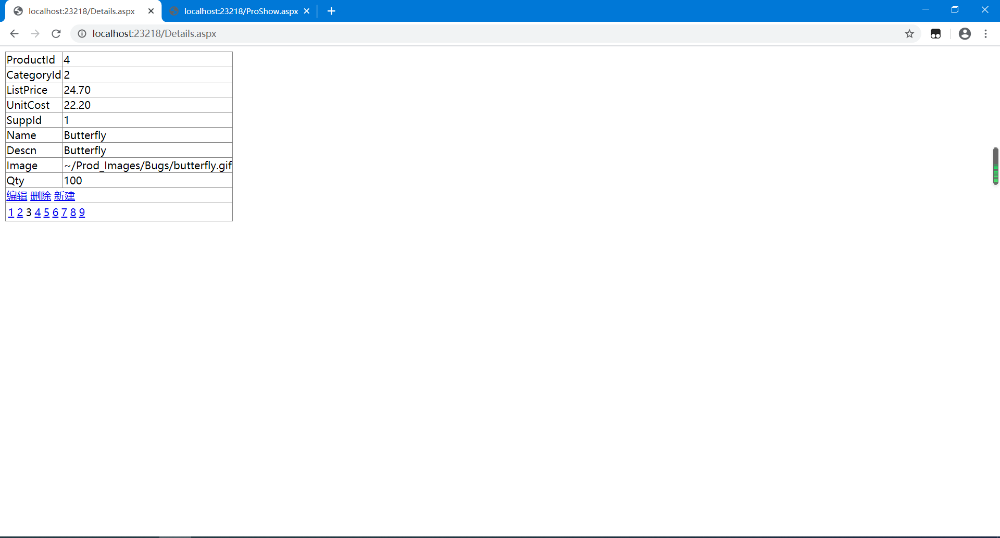 localhost:23218/Details.aspx
localhost:23218/ProShow.aspx
localhost:23218/Details.aspx
ProductId 4
CategoryId 2
ListPrice 24.70
UnitCost 22.20
SuppId 1
Name Butterfly
Descn Butterfly
Image ~/Prod_Images/Bugs/butterfly.gif
Qty 100
编辑 删除 新建
1 2 3 4 5 6 7 8 9